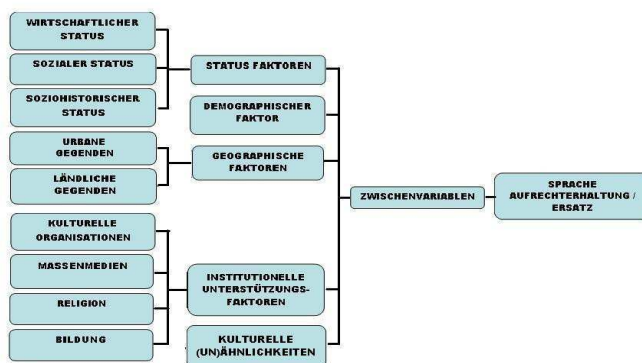 WIRTSCHAFTLICHER
STATUS
SOZIALER STATUS
SOZIOHISTORISCHER
STATUS
URBANE
GEGENDEN
LÄNDLICHE
GEGENDEN
KULTURELLE
ORGANISATIONEN
MASSENMEDIEN
RELIGION
BILDUNG
STATUS FAKTOREN
DEMOGRAPHISCHER
FAKTOR
GEOGRAPHISCHE
FAKTOREN
INSTITUTIONELLE
UNTERSTÜTZUNGS-
FAKTOREN
KULTURELLE
(UN)ÄHNLICHKEITEN
ZWISCHENVARIABLEN
SPRACHE
AUFRECHTERHALTUNG /
ERSATZ